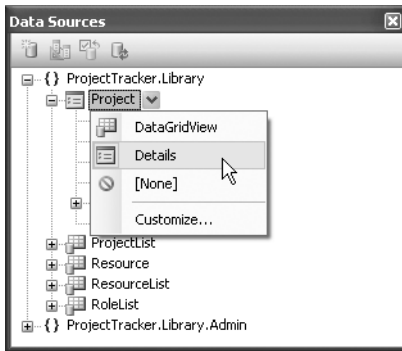 Data Sources
{} ProjectTracker.Library
Project
DataGridView
Details
[None]
Customize...
ProjectList
Resource
ResourceList
RoleList
{} ProjectTracker.Library.Admin